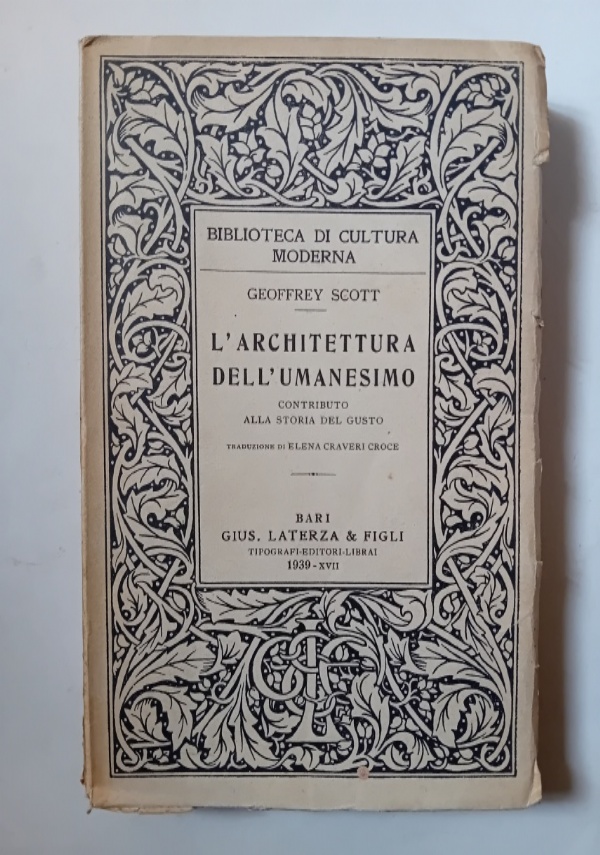 BIBLIOTECA DI CULTURA
MODERNA
GEOFFREY SCOTT
L'ARCHITETTURA
DELL'UMANESIMO
CONTRIBUTO
ALLA STORIA DEL GUSTO
TRADUZIONE DI ELENA CRAVERI CROCE
BARI
GIUS. LATERZA & FIGLI
TIPOGRAFI-EDITORI-LIBRAI
1939-XVII